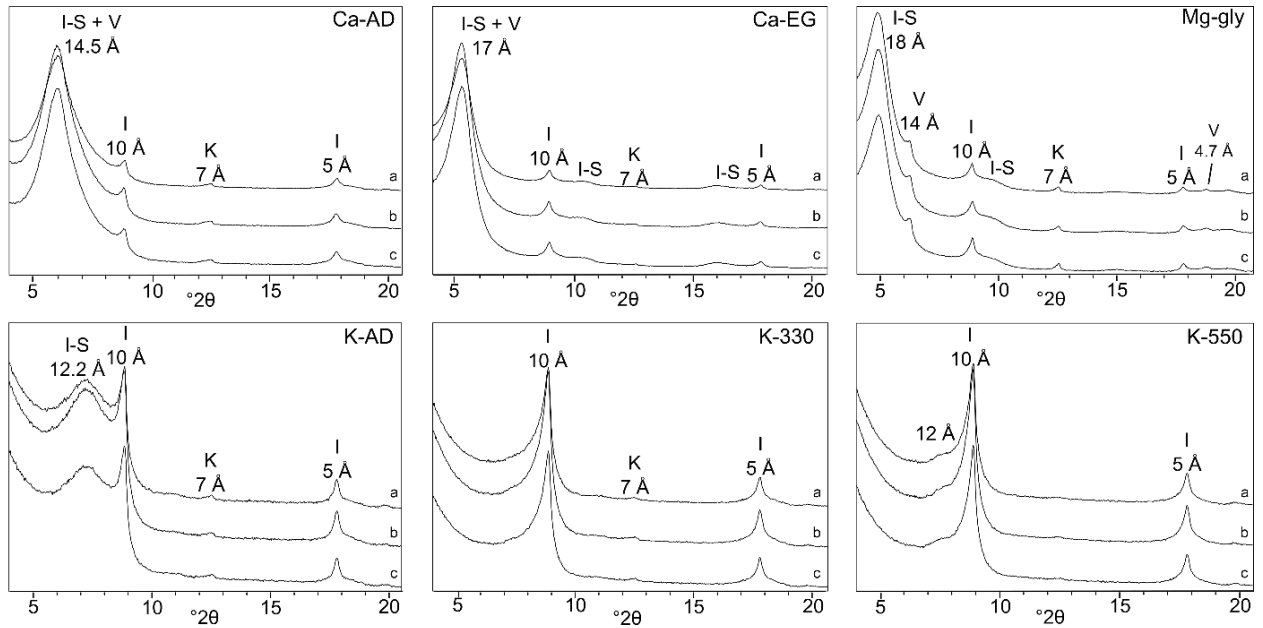 Ca-AD
I-S + V
14.5 Å
I
10 Å
K
7 Å
I
5 Å
a
b
c
5 10 15 20
°2θ
Ca-EG
I-S + V
17 Å
I
10 Å
I-S
K
7 Å
I-S
I
5 Å
a
b
c
5 10 15 20
°2θ
Mg-gly
I-S
18 Å
V
14 Å
I
10 Å
I-S
K
7 Å
I
5 Å
V
4.7 Å
a
b
c
5 10 15 20
°2θ
K-AD
I-S
12.2 Å
I
10 Å
K
7 Å
I
5 Å
a
b
c
5 10 15 20
°2θ
K-330
I
10 Å
K
7 Å
I
5 Å
a
b
c
5 10 15 20
°2θ
K-550
I
10 Å
12 Å
I
5 Å
a
b
c
5 10 15 20
°2θ